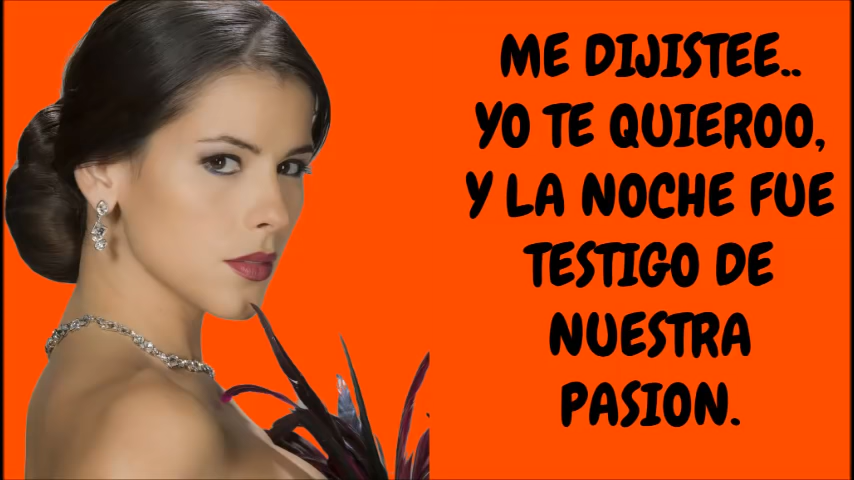 ME DIJISTEE..
YO TE QUIEROO,
Y LA NOCHE FUE
TESTIGO DE
NUESTRA
PASION.